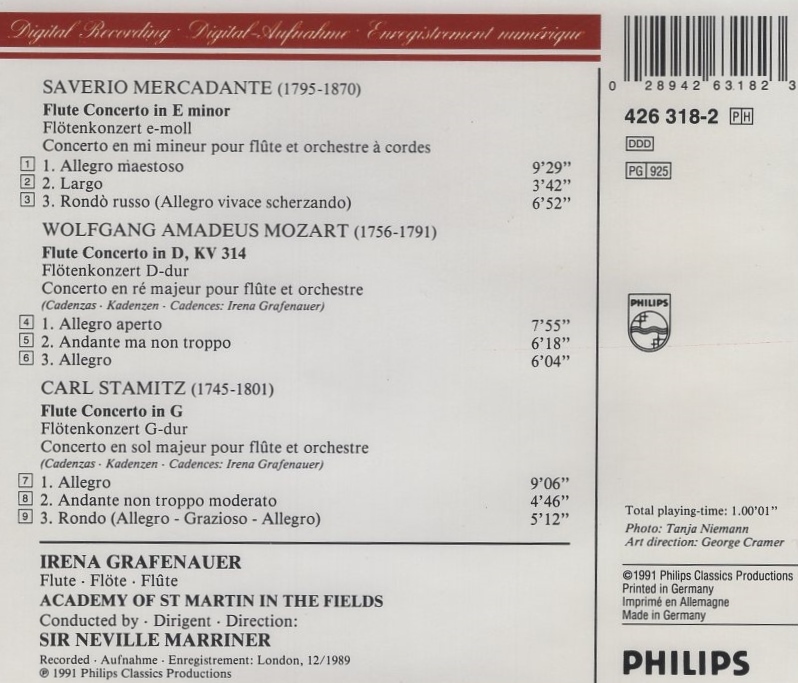 Digital Recording · Digital-Aufnahme · Enregistrement numérique
SAVERIO MERCADANTE (1795-1870)
Flute Concerto in E minor
Flötenkonzert e-moll
Concerto en mi mineur pour flûte et orchestre à cordes
1 1. Allegro maestoso 9’29”
2 2. Largo 3’42”
3 3. Rondò russo (Allegro vivace scherzando) 6’52”
WOLFGANG AMADEUS MOZART (1756-1791)
Flute Concerto in D, KV 314
Flötenkonzert D-dur
Concerto en ré majeur pour flûte et orchestre
(Cadenzas · Kadenzen · Cadences: Irena Grafenauer)
4 1. Allegro aperto 7’55”
5 2. Andante ma non troppo 6’18”
6 3. Allegro 6’04”
CARL STAMITZ (1745-1801)
Flute Concerto in G
Flötenkonzert G-dur
Concerto en sol majeur pour flûte et orchestre
(Cadenzas · Kadenzen · Cadences: Irena Grafenauer)
7 1. Allegro 9’06”
8 2. Andante non troppo moderato 4’46”
9 3. Rondo (Allegro - Grazioso - Allegro) 5’12”
IRENA GRAFENAUER
Flute · Flöte · Flûte
ACADEMY OF ST MARTIN IN THE FIELDS
Conducted by · Dirigent · Direction:
SIR NEVILLE MARRINER
Recorded · Aufnahme · Enregistrement: London, 12/1989
℗ 1991 Philips Classics Productions
0 28942 63182 3
426 318-2 PH
DDD
PG 925
PHILIPS
Total playing-time: 1.00’01”
Photo: Tanja Niemann
Art direction: George Cramer
©1991 Philips Classics Productions
Printed in Germany
Imprimé en Allemagne
Made in Germany
PHILIPS